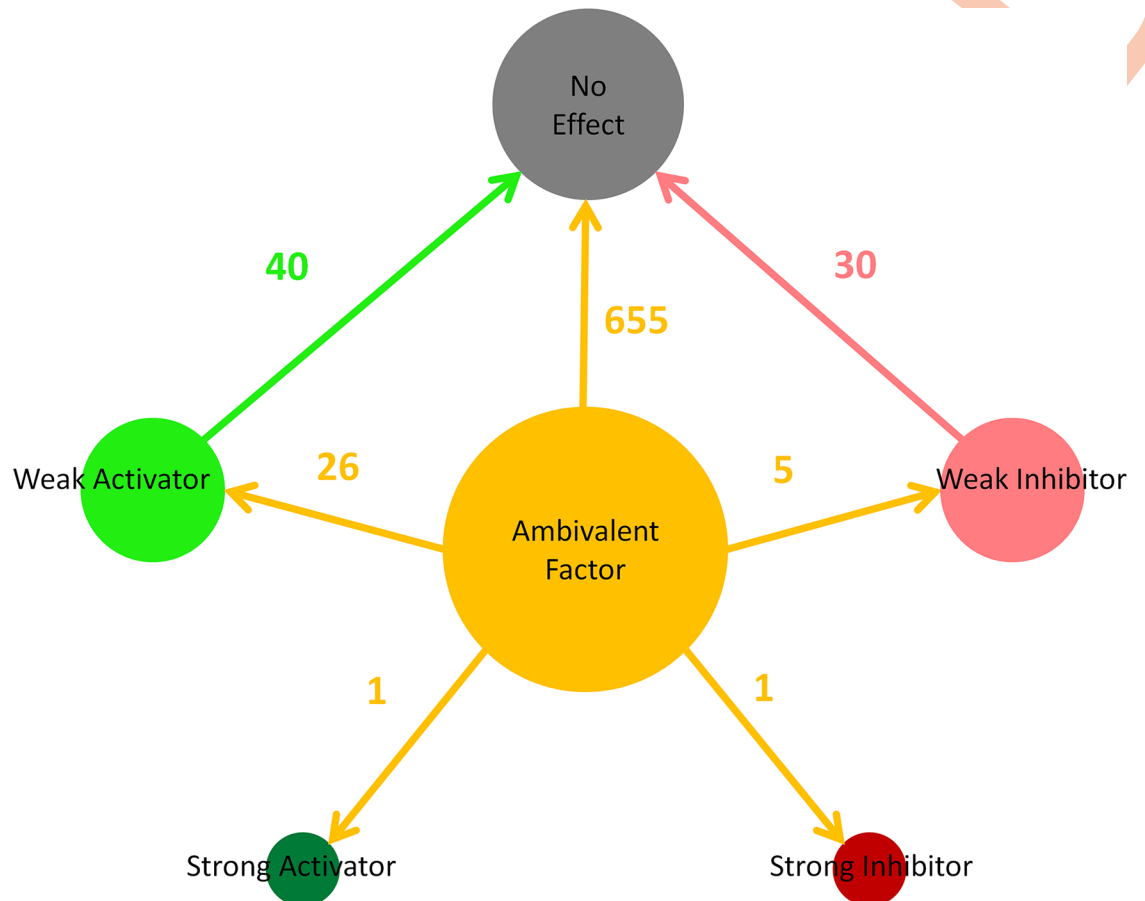 No
Effect
40
30
655
26
5
Weak Activator
Weak Inhibitor
Ambivalent
Factor
1
1
Strong Activator
Strong Inhibitor